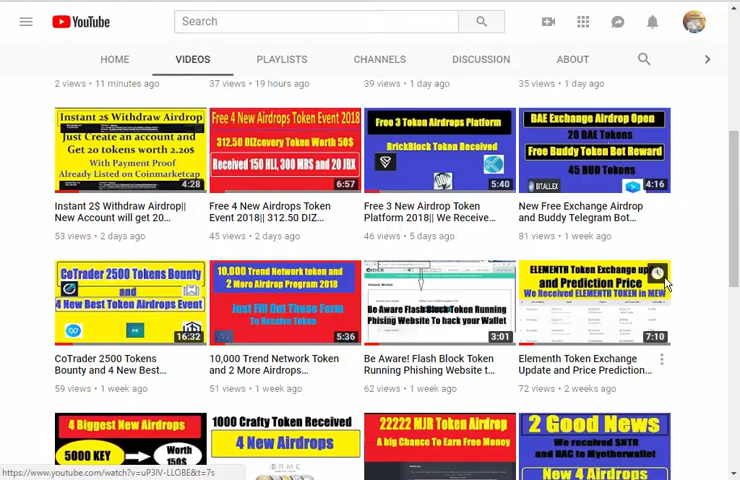 YouTube
Search
HOME
VIDEOS
PLAYLISTS
CHANNELS
DISCUSSION
ABOUT
2 views • 11 minutes ago
37 views • 19 hours ago
39 views • 1 day ago
35 views • 1 day ago
Instant 2$ Withdraw Airdrop
Just Create an account and
Get 20 tokens worth 2.20$
With Payment Proof
Already Listed on Coinmarketcap
4:28
Free 4 New Airdrops Token Event 2018
312.50 DIZcovery Token Worth 50$
Received 150 HLI, 300 MRS and 20 JBX
6:57
Free 3 Token Airdrops Platform
BrickBlock Token Received
5:40
BAE Exchange Airdrop Open
20 BAE Tokens
Free Buddy Token Bot Reward
45 BUD Tokens
BITALLEX
4:16
Instant 2$ Withdraw Airdrop||
New Account will get 20...
53 views • 2 days ago
Free 4 New Airdrops Token
Event 2018|| 312.50 DIZ...
45 views • 2 days ago
Free 3 New Airdrop Token
Platform 2018|| We Receive...
46 views • 5 days ago
New Free Exchange Airdrop
and Buddy Telegram Bot...
81 views • 1 week ago
CoTrader 2500 Tokens Bounty
and
4 New Best Token Airdrops Event
16:32
10,000 Trend Network token and
2 More Airdrop Program 2018
Just Fill Out These Form
To Receive Token
5:36
Be Aware Flash Block Token Running
Phising Website To hack your Wallet
3:01
ELEMENTH Token Exchange up
and Prediction Price
We Received ELEMENTH TOKEN in MEW
7:10
CoTrader 2500 Tokens
Bounty and 4 New Best...
59 views • 1 week ago
10,000 Trend Network Token
and 2 More Airdrops...
51 views • 1 week ago
Be Aware! Flash Block Token
Running Phishing Website t...
62 views • 1 week ago
Elementh Token Exchange
Update and Price Prediction...
72 views • 2 weeks ago
4 Biggest New Airdrops
5000 KEY
Worth
150$
1000 Crafty Token Received
4 New Airdrops
22222 MJR Token Airdrop
A big Chance To Earn Free Money
2 Good News
We received SNTR
and DAC to Myetherwallet
New 4 Airdrops
https://www.youtube.com/watch?v=uP3lV-LLOBE&t=7s